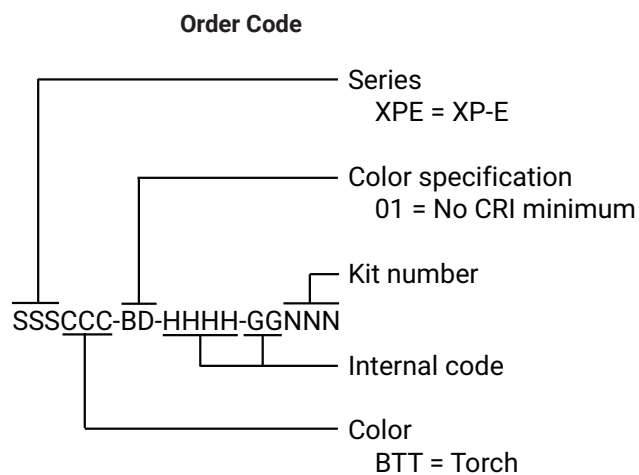 Order Code
Series
XPE = XP-E
Color specification
01 = No CRI minimum
Kit number
SSSCCC-BD-HHHH-GGNNN
Internal code
Color
BTT = Torch